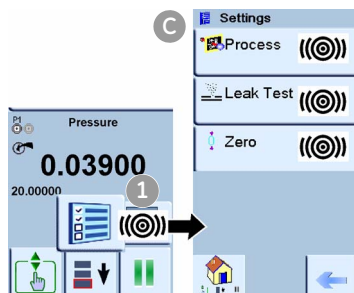 C
Settings
Process
Leak Test
Zero
P1
Pressure
0.03900
20.00000
1